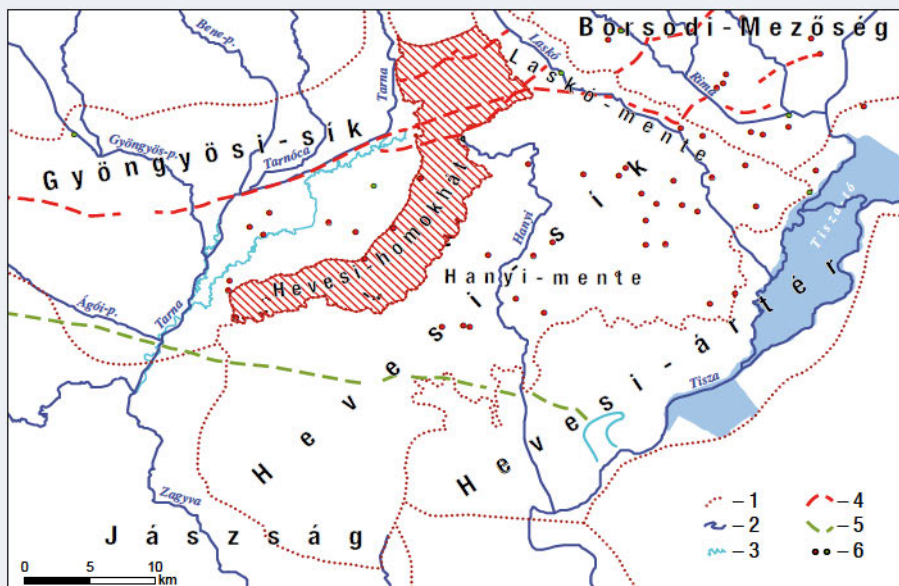 Borsodi-Mezőség
Bene-p.
Laskó
Tarna
Laskó-mente
Rima
Gyöngyös-p.
Tarnóca
Gyöngyösi-sík
Hanyi
Tisza-tó
Hevesi-homokhát
Hanyi-mente
Tarna
Ágói-p.
Hevesi-sík
Hevesi-ártér
Tisza
Zagyva
Jászság
0 5 10
km
– 1
– 2
– 3
– 4
– 5
– 6